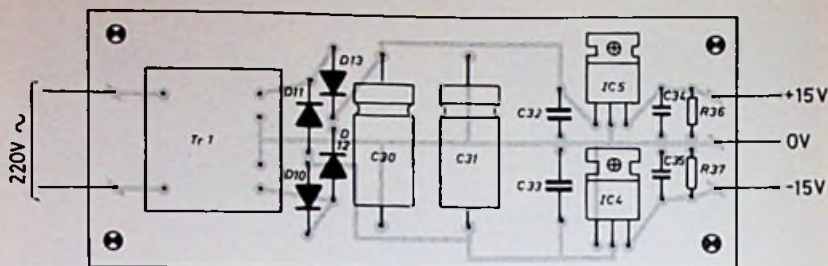 220V ~
Tr 1
D13
D11
D12
D10
C30
C31
C32
C33
IC5
IC4
C34
R36
C35
R37
+15V
0V
-15V